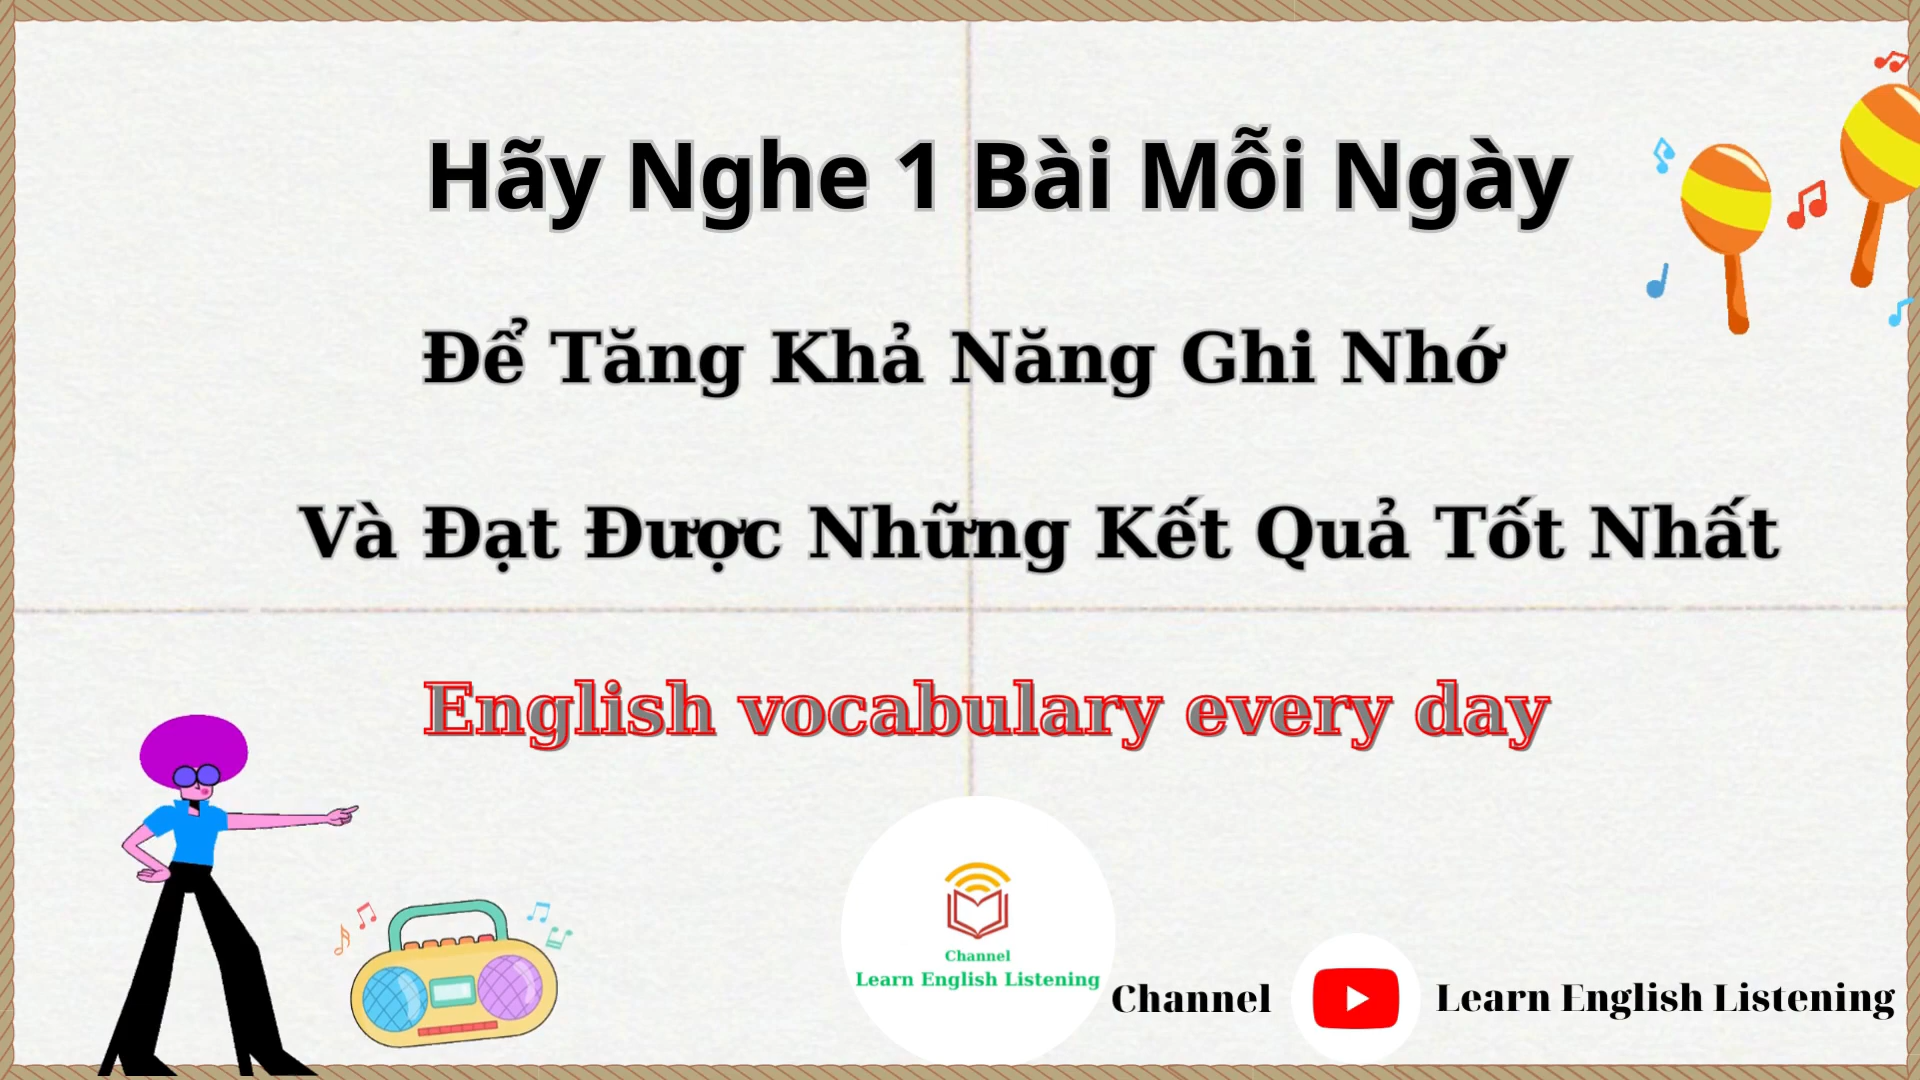 Hãy Nghe 1 Bài Mỗi Ngày
Để Tăng Khả Năng Ghi Nhớ
Và Đạt Được Những Kết Quả Tốt Nhất
English vocabulary every day
Channel
Learn English Listening
Channel Learn English Listening